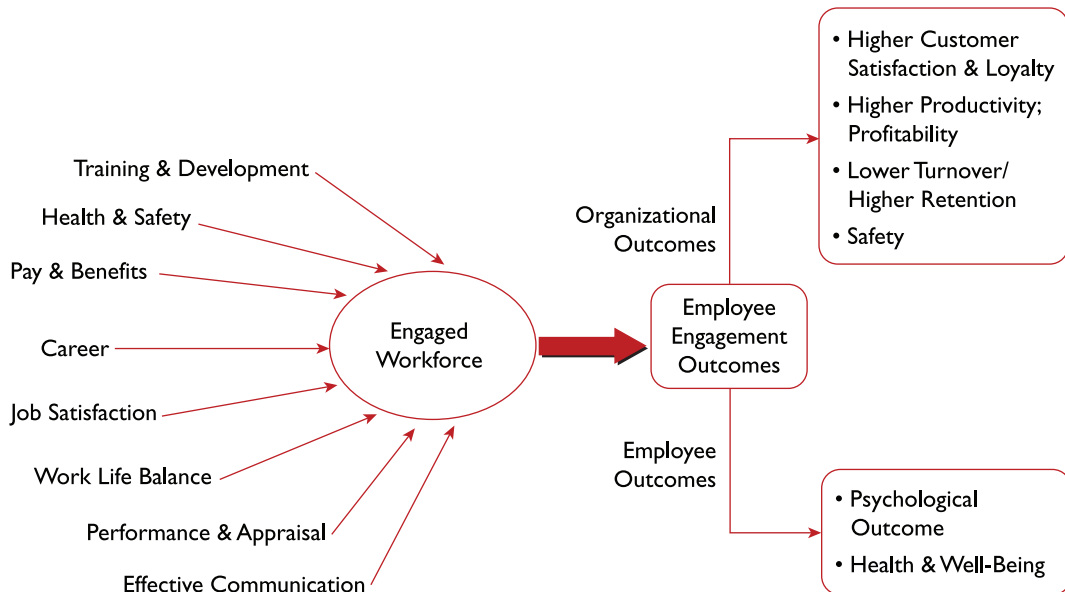 Training & Development
Health & Safety
Pay & Benefits
Career
Job Satisfaction
Work Life Balance
Performance & Appraisal
Effective Communication
Engaged
Workforce
Employee
Engagement
Outcomes
Organizational
Outcomes
• Higher Customer
Satisfaction & Loyalty
• Higher Productivity;
Profitability
• Lower Turnover/
Higher Retention
• Safety
Employee
Outcomes
• Psychological
Outcome
• Health & Well-Being